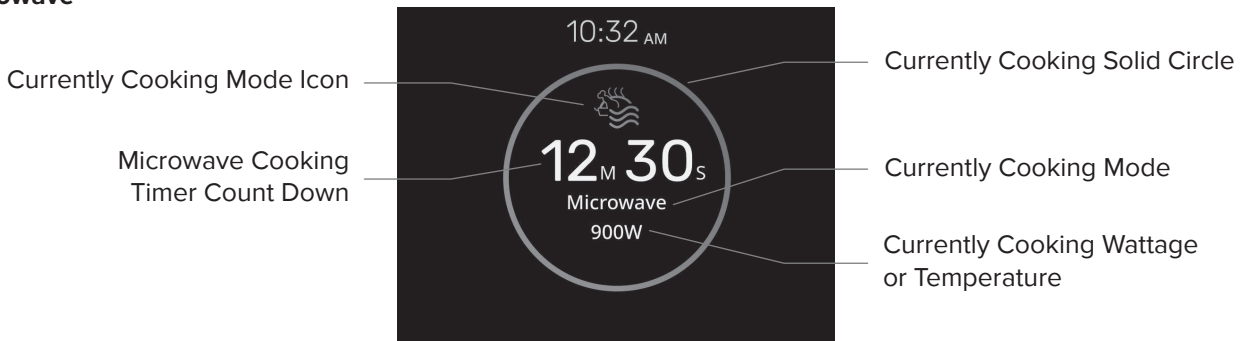 10:32 AM
Currently Cooking Mode Icon
Currently Cooking Solid Circle
Microwave Cooking
Timer Count Down
12M 30S
Microwave
900W
Currently Cooking Mode
Currently Cooking Wattage
or Temperature